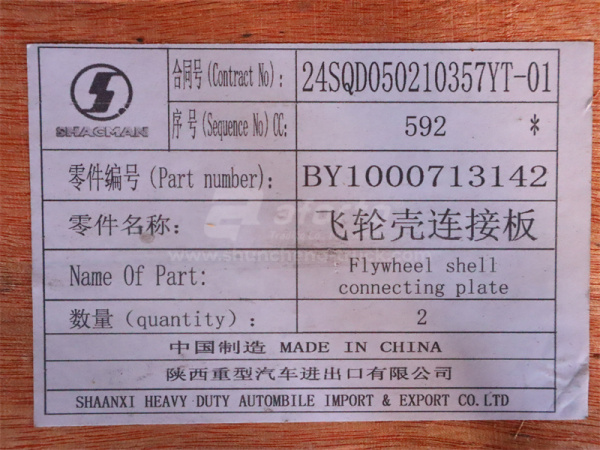 SHACMAN
合同号(Contract No):
24SQD050210357YT-01
序号(Sequence No)CC:
592 *
零件编号(Part number):
BY1000713142
零件名称:
飞轮壳连接板
Name Of Part:
Flywheel shell
connecting plate
数量(quantity):
2
中国制造 MADE IN CHINA
陕西重型汽车进出口有限公司
SHAANXI HEAVY DUTY AUTOMBILE IMPORT & EXPORT CO.LTD